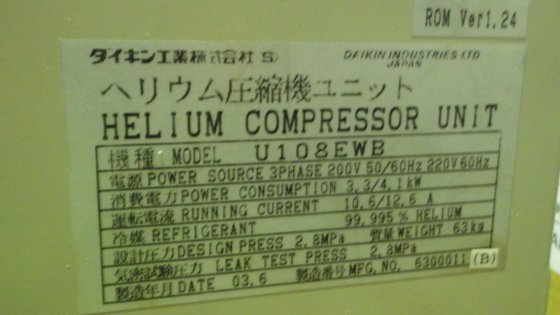 ROM Ver1.24
ダイキン工業株式会社 S>
DAIKIN INDUSTRIES LTD
JAPAN
ヘリウム圧縮機ユニット
HELIUM COMPRESSOR UNIT
機種 MODEL U108EWB
電源 POWER SOURCE 3PHASE 200V 50/60Hz 220V 60Hz
消費電力 POWER CONSUMPTION 3.3/4.1kW
運転電流 RUNNING CURRENT 10.6/12.6 A
冷媒 REFRIGERANT 99.995% HELIUM
設計圧力 DESIGN PRESS 2.8MPa 質量 WEIGHT 63kg
気密試験圧力 LEAK TEST PRESS 2.8MPa
製造年月 DATE 03.6 製造番号 MFG.NO. 6300011 (B)